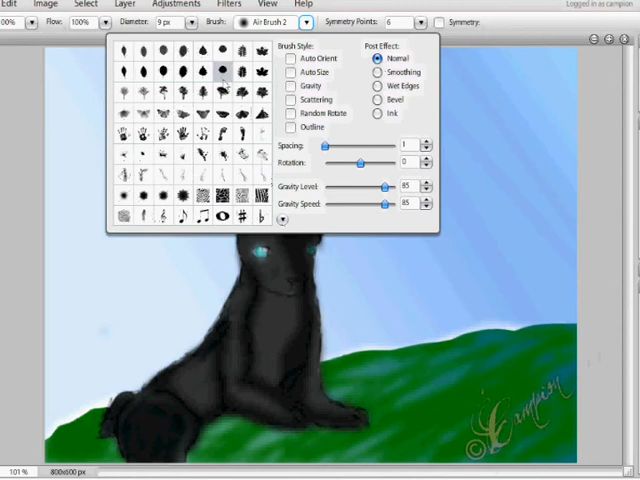 Edit Image Select Layer Adjustments Filters View Window Help Logged in as campion
Flow: 100% Diameter: 9 px Brush: Air Brush 2 Symmetry Points: 6 Symmetry:
Brush Style: Post Effect:
Auto Orient Normal
Auto Size Smoothing
Gravity Wet Edges
Scattering Bevel
Random Rotate Ink
Outline
Spacing: 1
Rotation: 0
Gravity Level: 85
Gravity Speed: 85
© Campion
101 % 800x600 px